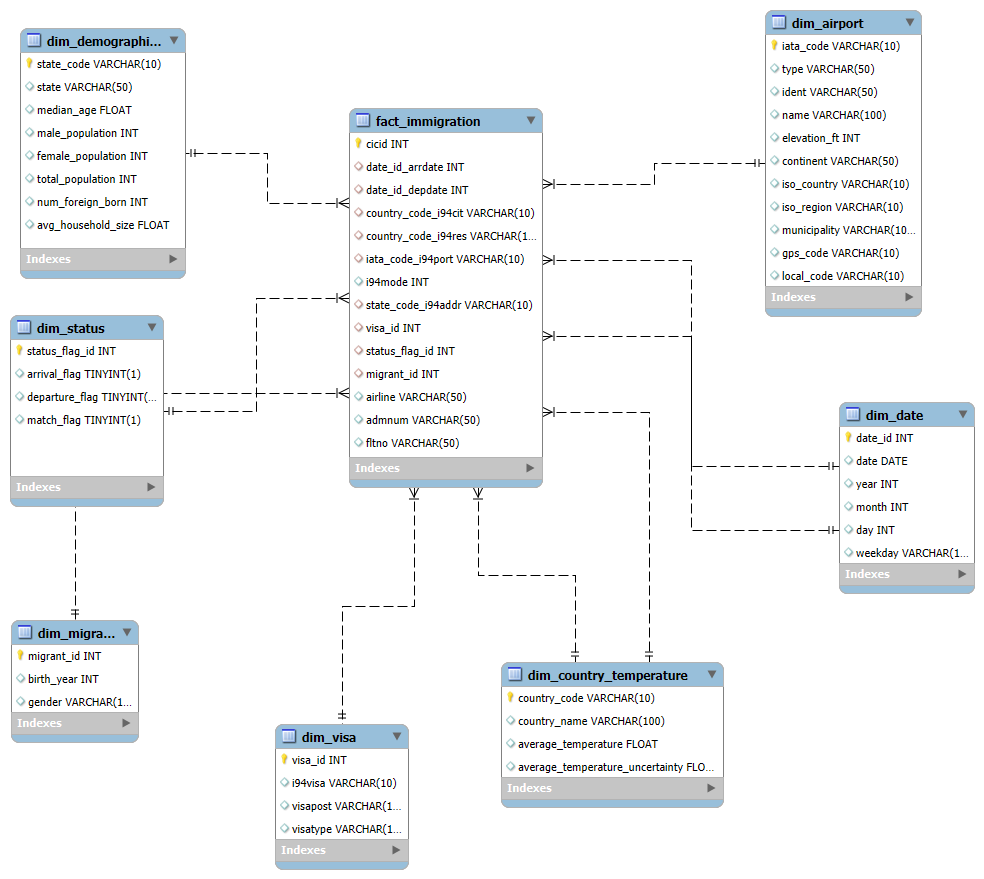 dim_demographi...
state_code VARCHAR(10)
state VARCHAR(50)
median_age FLOAT
male_population INT
female_population INT
total_population INT
num_foreign_born INT
avg_household_size FLOAT
Indexes
dim_status
status_flag_id INT
arrival_flag TINYINT(1)
departure_flag TINYINT(...
match_flag TINYINT(1)
Indexes
dim_migra...
migrant_id INT
birth_year INT
gender VARCHAR(1...
Indexes
fact_immigration
cicid INT
date_id_arrdate INT
date_id_depdate INT
country_code_i94cit VARCHAR(10)
country_code_i94res VARCHAR(1...
iata_code_i94port VARCHAR(10)
i94mode INT
state_code_i94addr VARCHAR(10)
visa_id INT
status_flag_id INT
migrant_id INT
airline VARCHAR(50)
admnum VARCHAR(50)
fltno VARCHAR(50)
Indexes
dim_visa
visa_id INT
i94visa VARCHAR(10)
visapost VARCHAR(1...
visatype VARCHAR(1...
Indexes
dim_country_temperature
country_code VARCHAR(10)
country_name VARCHAR(100)
average_temperature FLOAT
average_temperature_uncertainty FLO...
Indexes
dim_airport
iata_code VARCHAR(10)
type VARCHAR(50)
ident VARCHAR(50)
name VARCHAR(100)
elevation_ft INT
continent VARCHAR(50)
iso_country VARCHAR(10)
iso_region VARCHAR(10)
municipality VARCHAR(10...
gps_code VARCHAR(10)
local_code VARCHAR(10)
Indexes
dim_date
date_id INT
date DATE
year INT
month INT
day INT
weekday VARCHAR(1...
Indexes